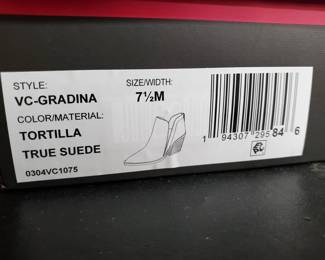 STYLE:
VC-GRADINA
SIZE/WIDTH:
7½M
COLOR/MATERIAL:
TORTILLA
TRUE SUEDE
0304VC1075
1 94307 29584 6